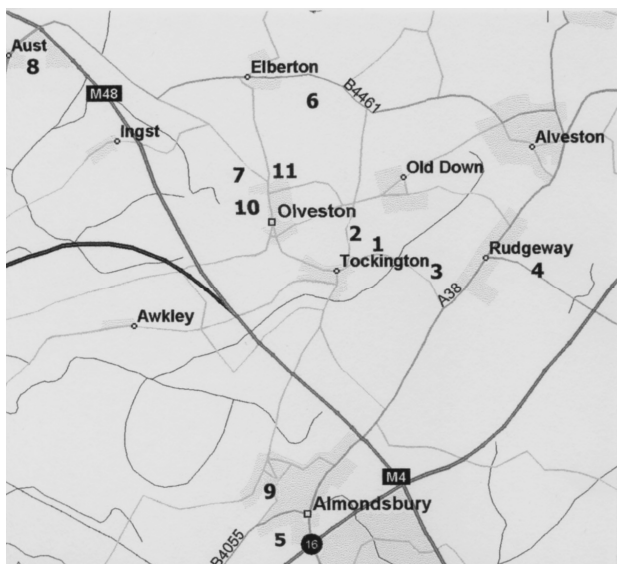 Aust
8
Elberton
6
B4461
M48
Ingst
Alveston
7
11
Old Down
10
Olveston
2
1
Tockington
3
Rudgeway
4
A38
Awkley
M4
9
Almondsbury
5
16
B4055